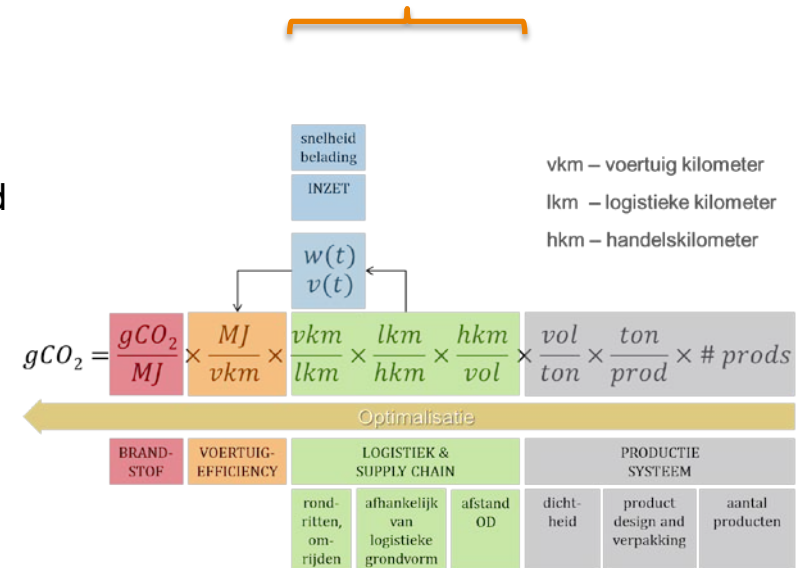 snelheid
belading
INZET
vkm – voertuig kilometer
lkm – logistieke kilometer
hkm – handelskilometer
d
w(t)
v(t)
gCO₂ = gCO₂/MJ × MJ/vkm × vkm/lkm × lkm/hkm × hkm/vol × vol/ton × ton/prod × # prods
Optimalisatie
BRAND-
STOF
VOERTUIG-
EFFICIENCY
LOGISTIEK &
SUPPLY CHAIN
PRODUCTIE
SYSTEEM
rond-
ritten,
om-
rijden
afhankelijk
van
logistieke
grondvorm
afstand
OD
dicht-
heid
product
design and
verpakking
aantal
producten